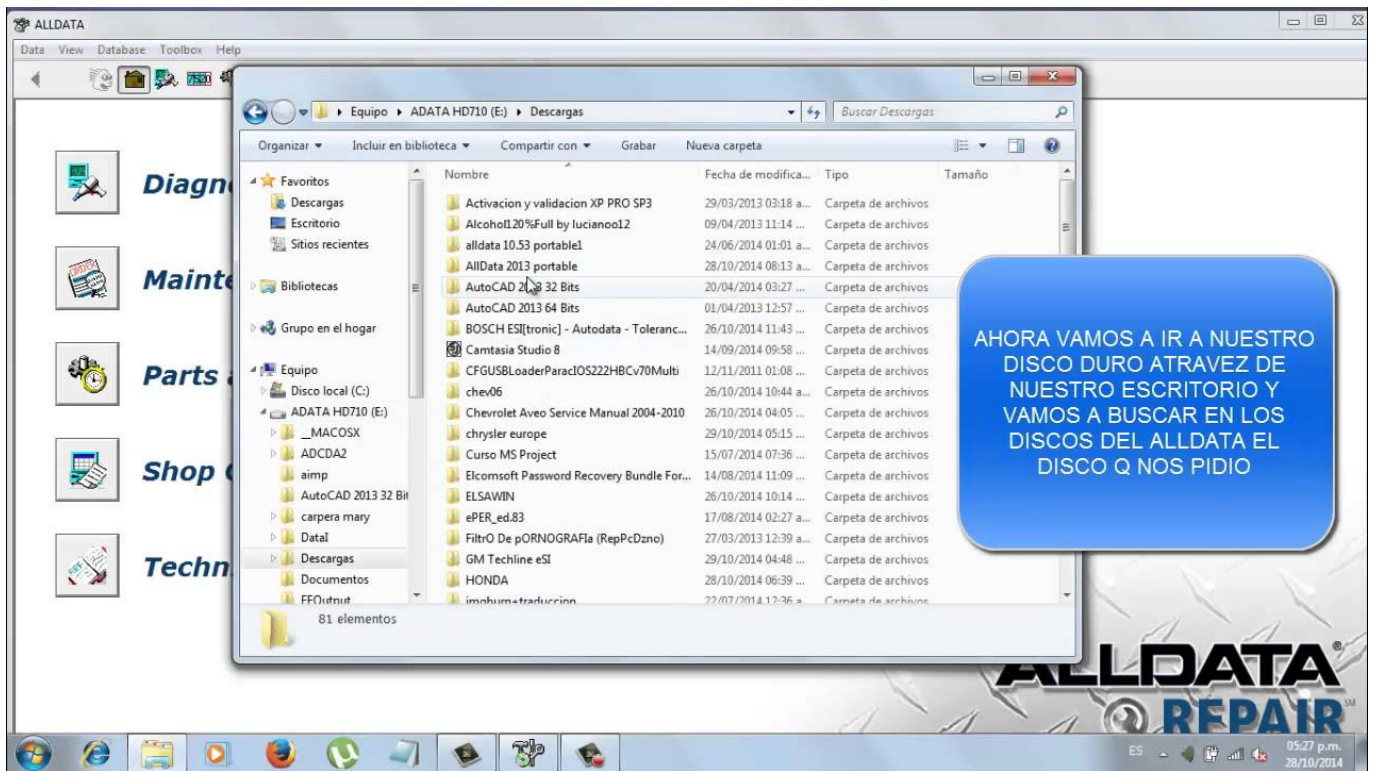 ALLDATA
Data View Database Toolbox Help
Equipo ▸ ADATA HD710 (E:) ▸ Descargas
Buscar Descargas
Organizar Incluir en biblioteca Compartir con Grabar Nueva carpeta
Nombre Fecha de modifica... Tipo Tamaño
Favoritos
Descargas
Escritorio
Sitios recientes
Bibliotecas
Grupo en el hogar
Equipo
Disco local (C:)
ADATA HD710 (E:)
__MACOSX
ADCDA2
aimp
AutoCAD 2013 32 Bit
carpera mary
DataI
Descargas
Documentos
FFOutput
Activacion y validacion XP PRO SP3 29/03/2013 03:18 a... Carpeta de archivos
Alcohol120%Full by lucianoo12 09/04/2013 11:14 ... Carpeta de archivos
alldata 10.53 portable1 24/06/2014 01:01 a... Carpeta de archivos
AllData 2013 portable 28/10/2014 08:13 a... Carpeta de archivos
AutoCAD 2013 32 Bits 20/04/2014 03:27 ... Carpeta de archivos
AutoCAD 2013 64 Bits 01/04/2013 12:57 ... Carpeta de archivos
BOSCH ESI[tronic] - Autodata - Toleranc... 26/10/2014 11:43 ... Carpeta de archivos
Camtasia Studio 8 14/09/2014 09:58 ... Carpeta de archivos
CFGUSBLoaderParacIOS222HBCv70Multi 12/11/2011 01:08 ... Carpeta de archivos
chev06 26/10/2014 10:44 a... Carpeta de archivos
Chevrolet Aveo Service Manual 2004-2010 26/10/2014 04:05 ... Carpeta de archivos
chrysler europe 29/10/2014 05:15 ... Carpeta de archivos
Curso MS Project 15/07/2014 07:36 ... Carpeta de archivos
Elcomsoft Password Recovery Bundle For... 14/08/2014 11:09 ... Carpeta de archivos
ELSAWIN 26/10/2014 10:14 ... Carpeta de archivos
ePER_ed.83 17/08/2014 02:27 a... Carpeta de archivos
FiltrO De pORNOGRAFIa (RepPcDzno) 27/03/2013 12:39 a... Carpeta de archivos
GM Techline eSI 29/10/2014 04:48 ... Carpeta de archivos
HONDA 28/10/2014 06:39 ... Carpeta de archivos
imgburn+traduccion 22/07/2014 12:36 a... Carpeta de archivos
81 elementos
Diagn
Mainte
Parts a
Shop
Techn
AHORA VAMOS A IR A NUESTRO
DISCO DURO ATRAVEZ DE
NUESTRO ESCRITORIO Y
VAMOS A BUSCAR EN LOS
DISCOS DEL ALLDATA EL
DISCO Q NOS PIDIO
ALLDATA®
REPAIR SM
ES 05:27 p.m.
28/10/2014